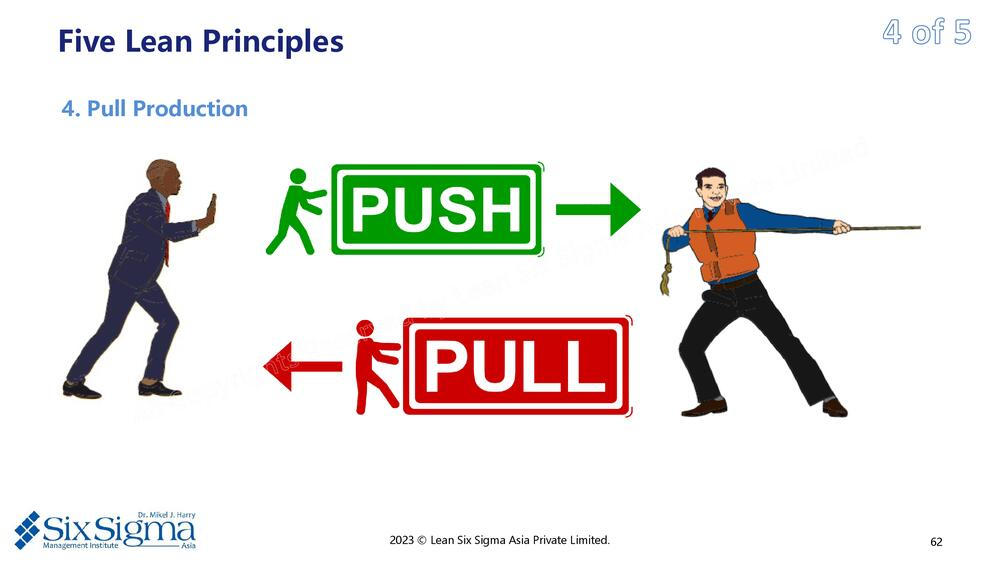 Five Lean Principles
4 of 5
4. Pull Production
PUSH
PULL
Dr. Mikel J. Harry
Six Sigma
Management Institute Asia
2023 © Lean Six Sigma Asia Private Limited.
62